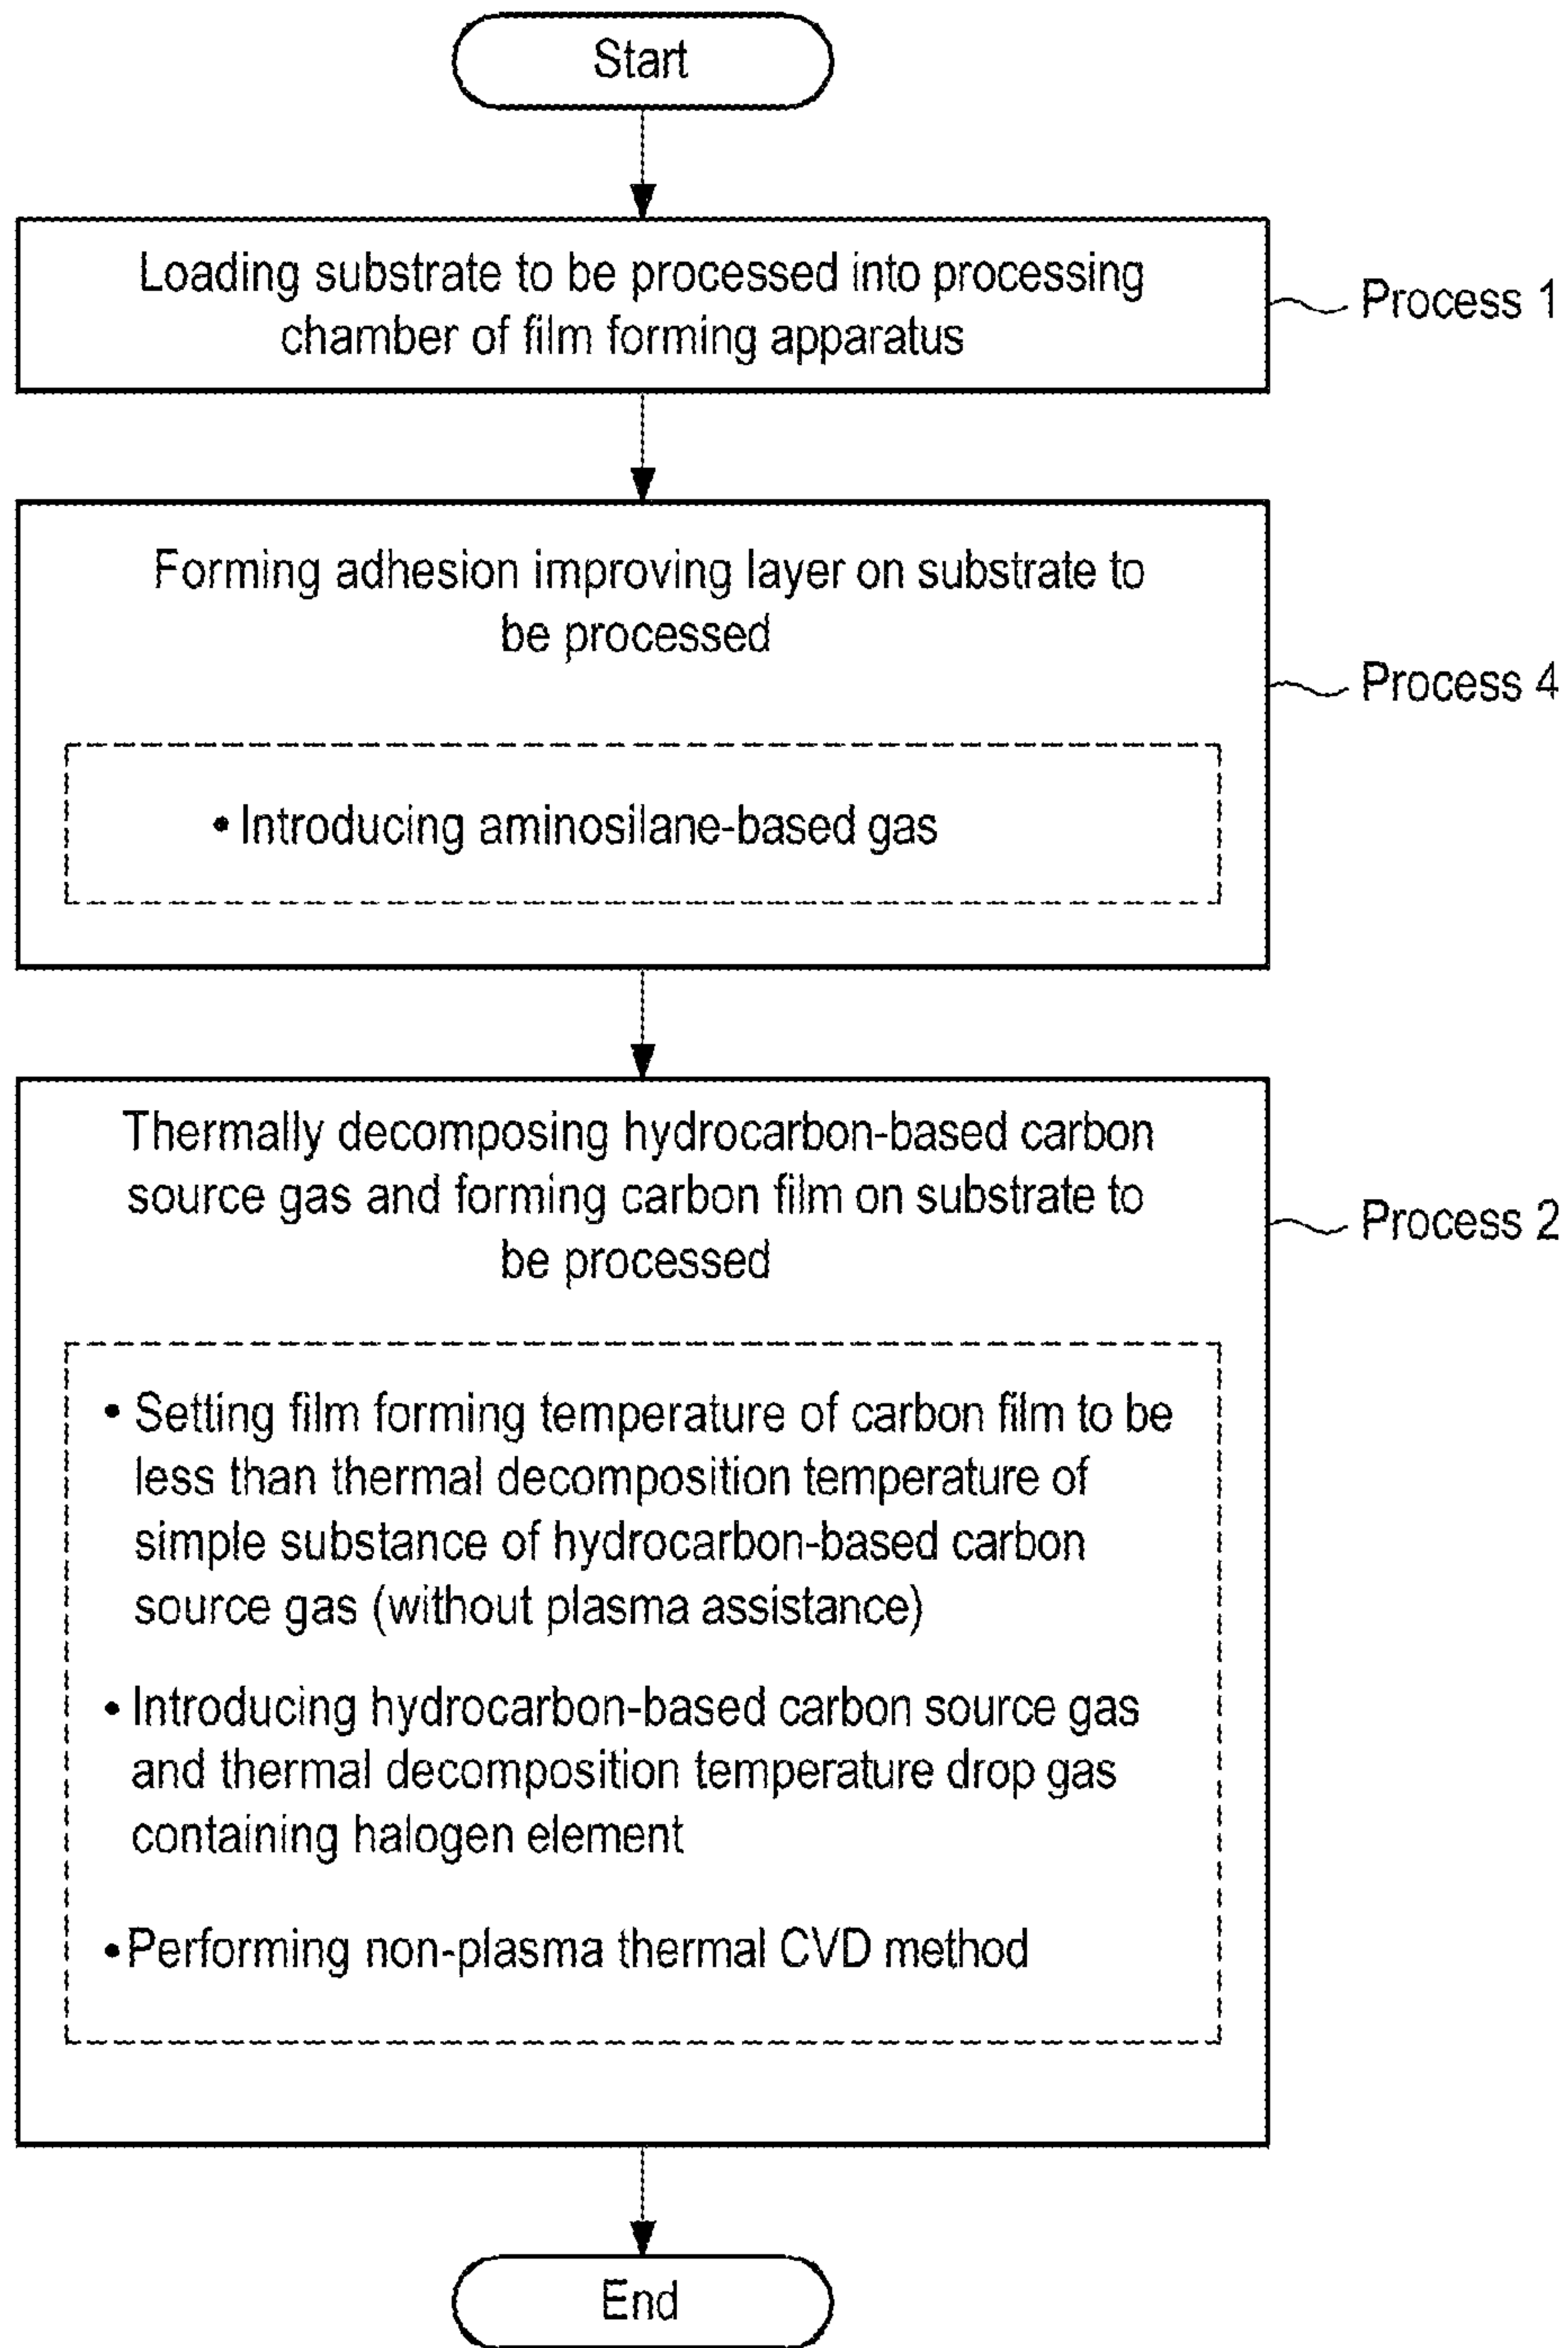 Start
Loading substrate to be processed into processing
chamber of film forming apparatus
Process 1
Forming adhesion improving layer on substrate to
be processed
Process 4
• Introducing aminosilane-based gas
Thermally decomposing hydrocarbon-based carbon
source gas and forming carbon film on substrate to
be processed
Process 2
• Setting film forming temperature of carbon film to be
less than thermal decomposition temperature of
simple substance of hydrocarbon-based carbon
source gas (without plasma assistance)
• Introducing hydrocarbon-based carbon source gas
and thermal decomposition temperature drop gas
containing halogen element
• Performing non-plasma thermal CVD method
End